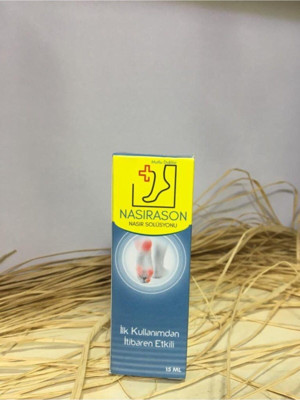 NASIRASON
NASIR SOLÜSYONU
İlk Kullanımdan
İtibaren Etkili
15 ML